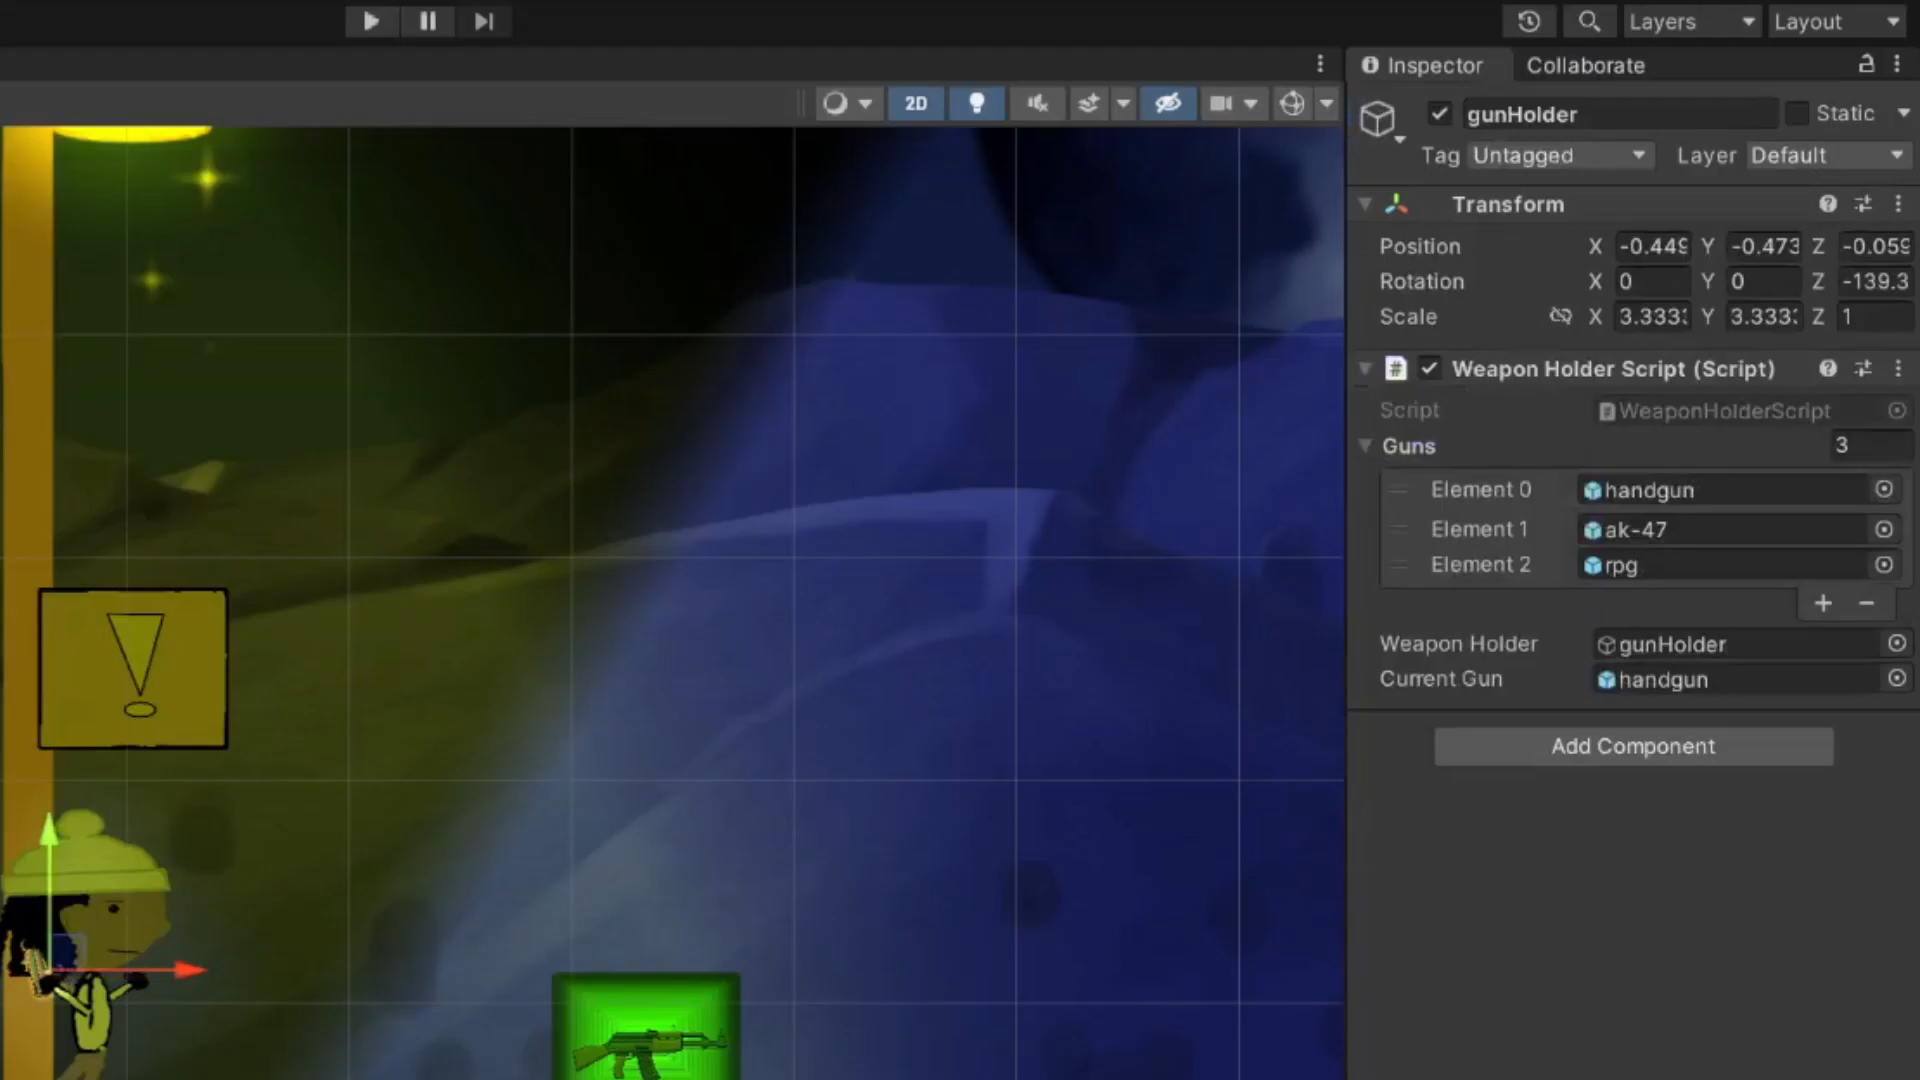 Layers
Layout
Inspector
Collaborate
2D
gunHolder
Static
Tag Untagged
Layer Default
Transform
Position X -0.449 Y -0.473 Z -0.059
Rotation X 0 Y 0 Z -139.3
Scale X 3.333 Y 3.333 Z 1
# Weapon Holder Script (Script)
Script WeaponHolderScript
Guns 3
Element 0 handgun
Element 1 ak-47
Element 2 rpg
+ −
Weapon Holder gunHolder
Current Gun handgun
Add Component